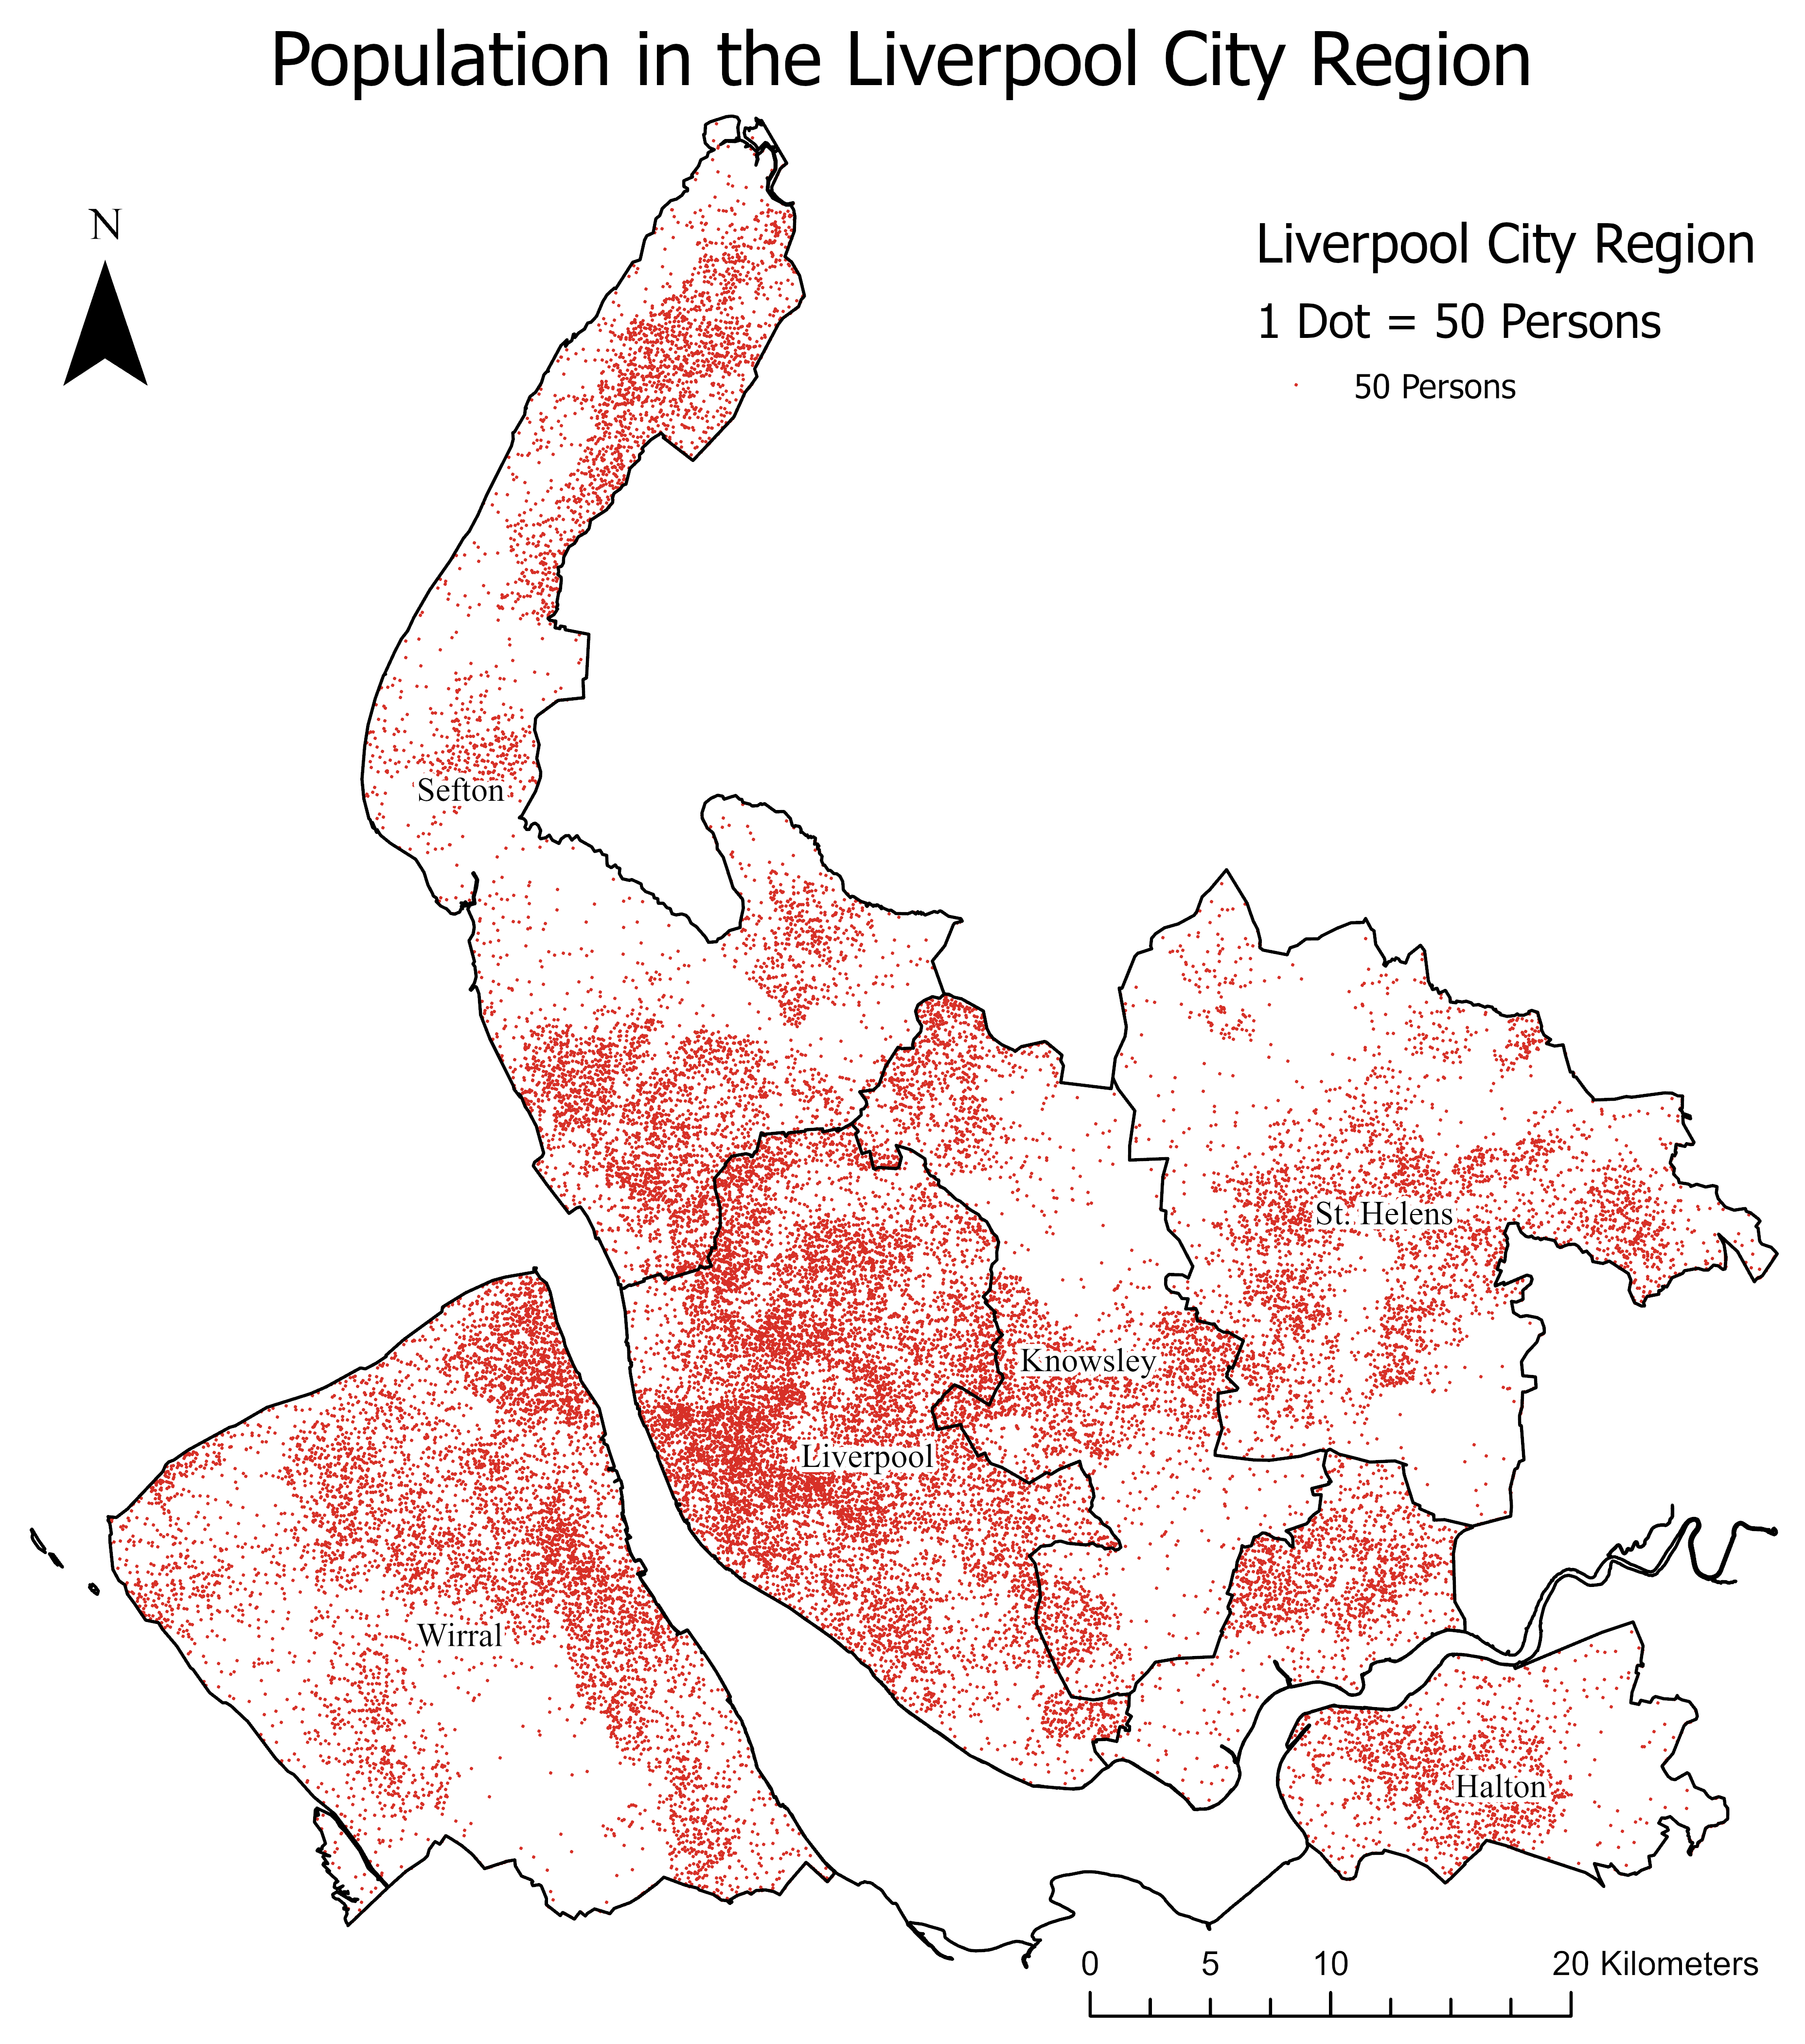 Population in the Liverpool City Region
N
Liverpool City Region
1 Dot = 50 Persons
50 Persons
Sefton
St. Helens
Knowsley
Liverpool
Wirral
Halton
0 5 10 20 Kilometers